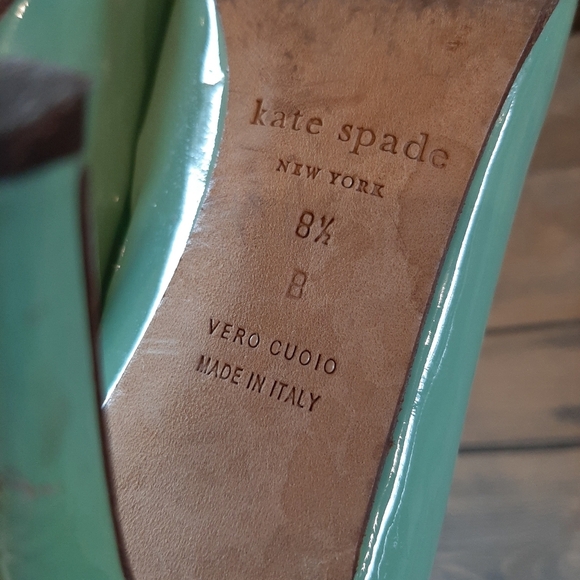 kate spade
NEW YORK
8½
B
VERO CUOIO
MADE IN ITALY